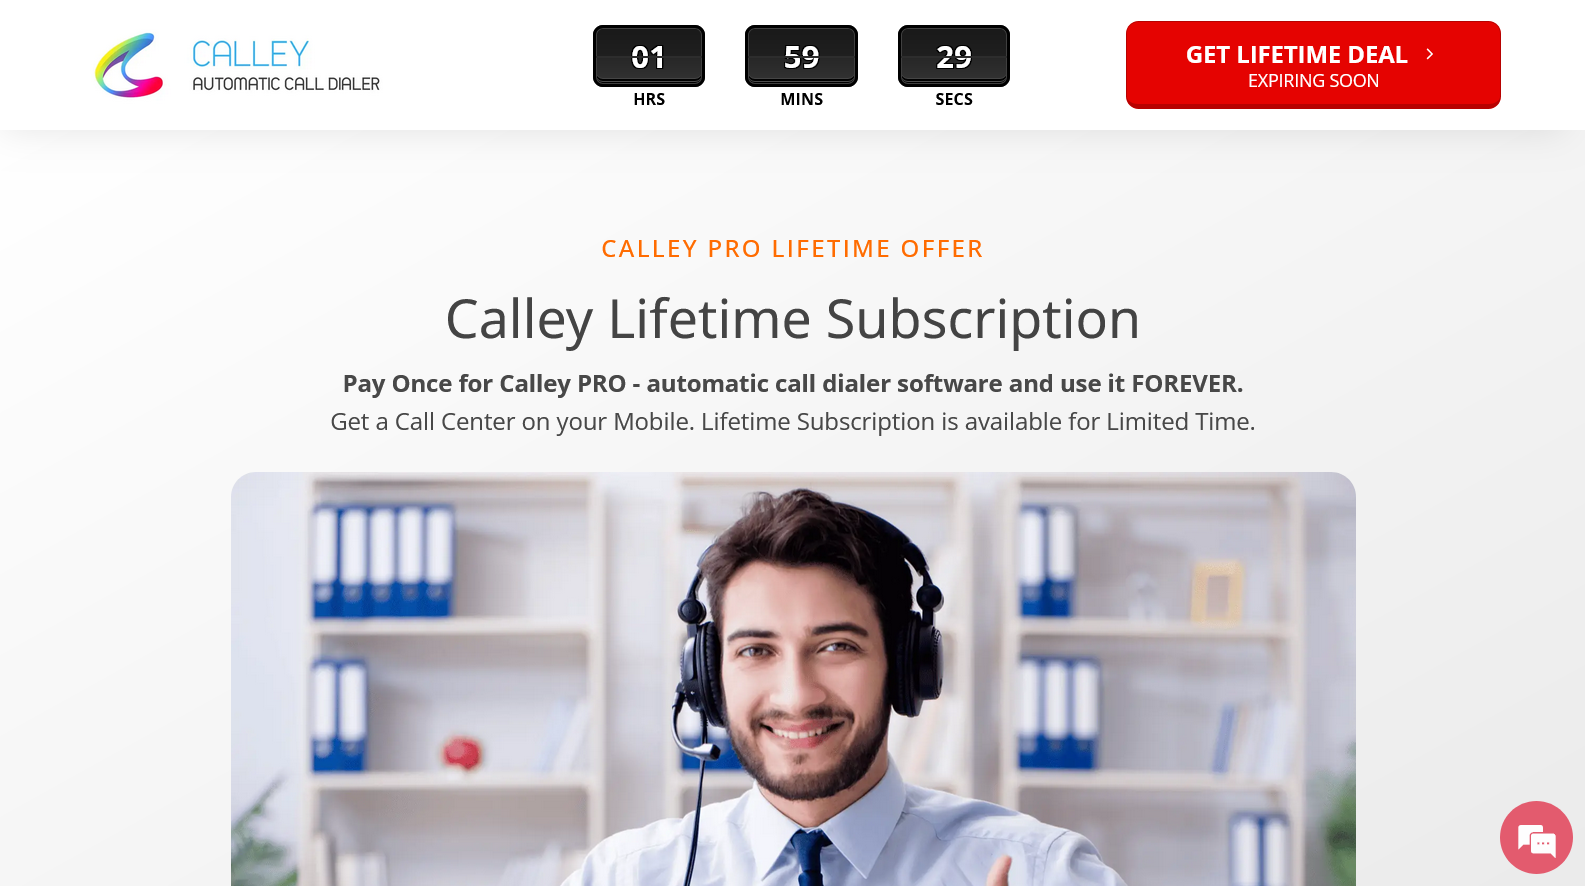 CALLEY
AUTOMATIC CALL DIALER
01
HRS
59
MINS
29
SECS
GET LIFETIME DEAL
EXPIRING SOON
CALLEY PRO LIFETIME OFFER
Calley Lifetime Subscription
Pay Once for Calley PRO - automatic call dialer software and use it FOREVER.
Get a Call Center on your Mobile. Lifetime Subscription is available for Limited Time.